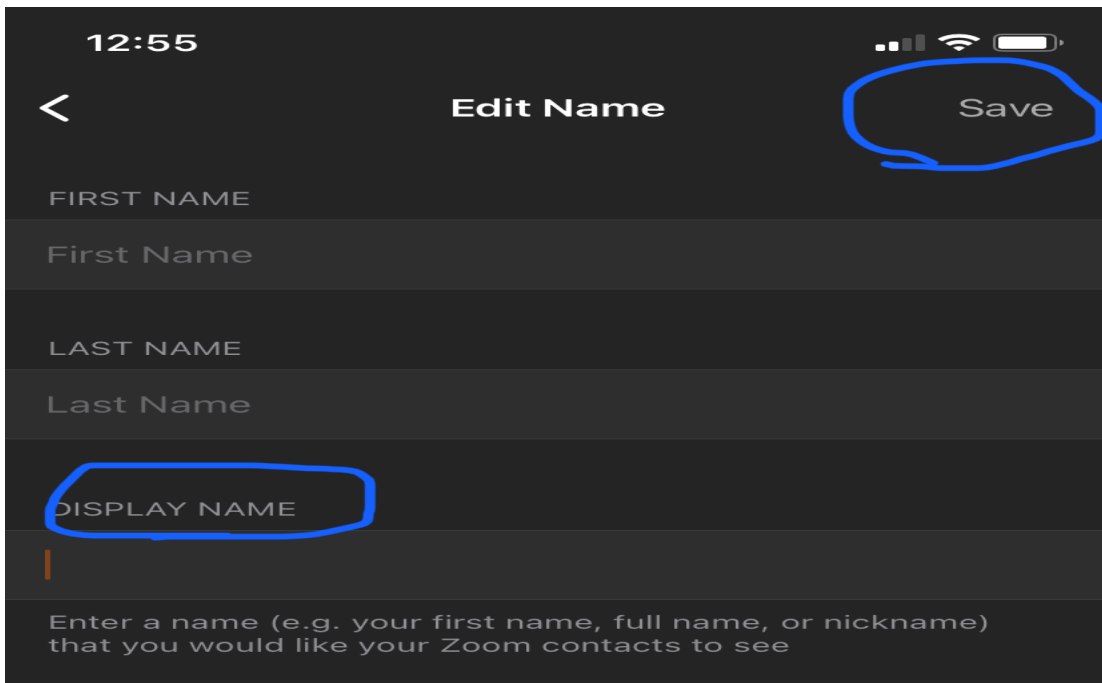 12:55
Edit Name
Save
FIRST NAME
First Name
LAST NAME
Last Name
DISPLAY NAME
Enter a name (e.g. your first name, full name, or nickname)
that you would like your Zoom contacts to see